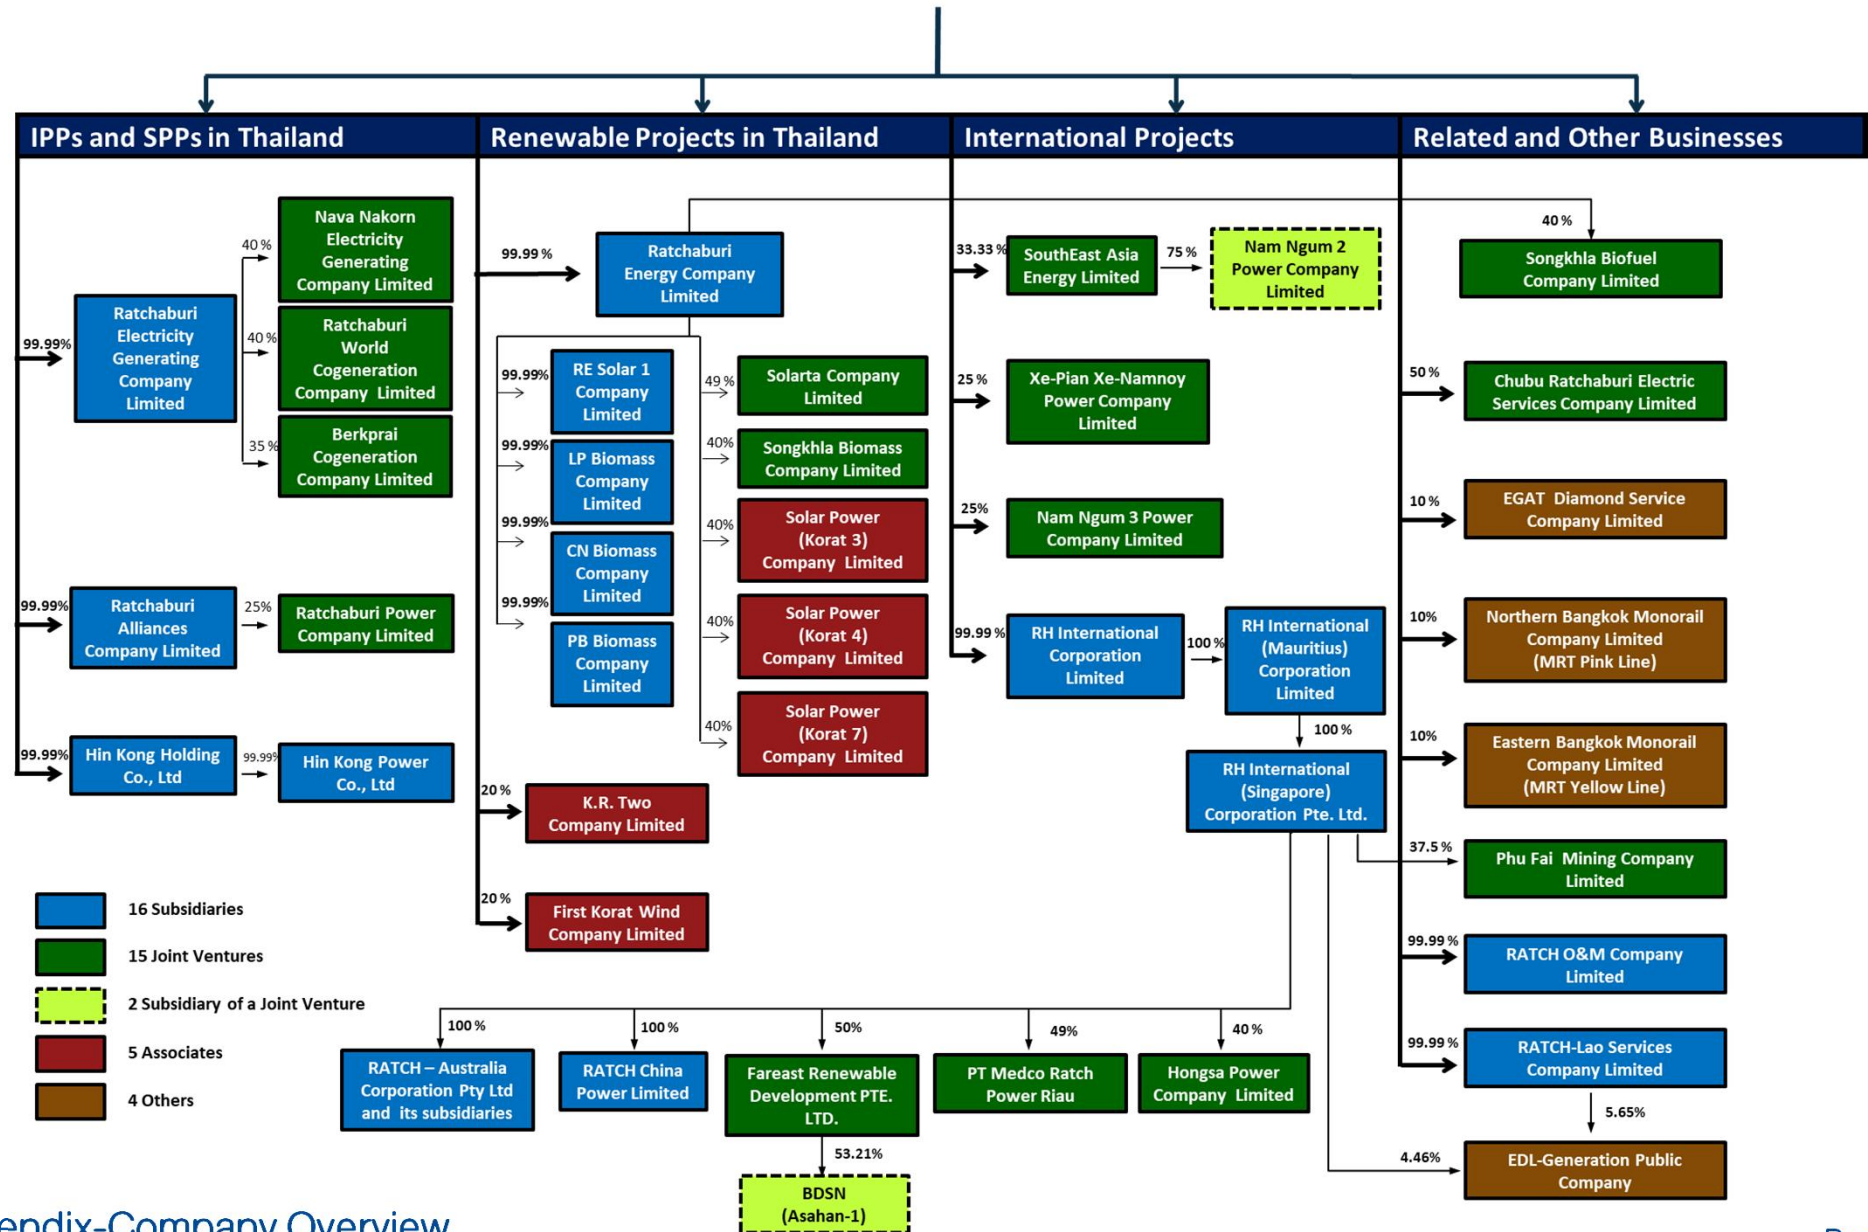 IPPs and SPPs in Thailand
Renewable Projects in Thailand
International Projects
Related and Other Businesses
99.99%
Ratchaburi
Electricity
Generating
Company
Limited
40 %
Nava Nakorn
Electricity
Generating
Company Limited
40 %
Ratchaburi
World
Cogeneration
Company Limited
35 %
Berkprai
Cogeneration
Company Limited
99.99%
Ratchaburi
Alliances
Company Limited
25%
Ratchaburi Power
Company Limited
99.99%
Hin Kong Holding
Co., Ltd
99.99%
Hin Kong Power
Co., Ltd
99.99 %
Ratchaburi
Energy Company
Limited
99.99%
RE Solar 1
Company
Limited
99.99%
LP Biomass
Company
Limited
99.99%
CN Biomass
Company
Limited
99.99%
PB Biomass
Company
Limited
49 %
Solarta Company
Limited
40%
Songkhla Biomass
Company Limited
40%
Solar Power
(Korat 3)
Company Limited
40%
Solar Power
(Korat 4)
Company Limited
40%
Solar Power
(Korat 7)
Company Limited
20 %
K.R. Two
Company Limited
20 %
First Korat Wind
Company Limited
33.33 %
SouthEast Asia
Energy Limited
75 %
Nam Ngum 2
Power Company
Limited
25 %
Xe-Pian Xe-Namnoy
Power Company
Limited
25%
Nam Ngum 3 Power
Company Limited
99.99 %
RH International
Corporation
Limited
100 %
RH International
(Mauritius)
Corporation
Limited
100 %
RH International
(Singapore)
Corporation Pte. Ltd.
40 %
Songkhla Biofuel
Company Limited
50 %
Chubu Ratchaburi Electric
Services Company Limited
10 %
EGAT Diamond Service
Company Limited
10%
Northern Bangkok Monorail
Company Limited
(MRT Pink Line)
10%
Eastern Bangkok Monorail
Company Limited
(MRT Yellow Line)
37.5 %
Phu Fai Mining Company
Limited
99.99 %
RATCH O&M Company
Limited
99.99 %
RATCH-Lao Services
Company Limited
5.65%
4.46%
EDL-Generation Public
Company
100 %
RATCH – Australia
Corporation Pty Ltd
and its subsidiaries
100 %
RATCH China
Power Limited
50%
Fareast Renewable
Development PTE.
LTD.
49%
PT Medco Ratch
Power Riau
40 %
Hongsa Power
Company Limited
53.21%
BDSN
(Asahan-1)
16 Subsidiaries
15 Joint Ventures
2 Subsidiary of a Joint Venture
5 Associates
4 Others
endix-Company Overview